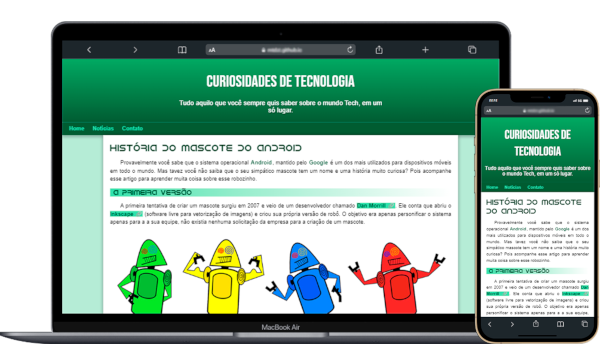 AA
CURIOSIDADES DE TECNOLOGIA
Tudo aquilo que você sempre quis saber sobre o mundo Tech, em um
só lugar.
Home Notícios Contato
HISTÓRIA DO MASCOTE DO ANDROID
Provavelmente você sabe que o sistema operacional Android, mantido pelo Google é um dos mais utilizados para dispositivos móveis
em todo o mundo. Mas tavez você não saiba que o seu simpático mascote tem um nome e uma história muito curiosa? Pois acompanhe
esse artigo para aprender muita coisa sobre esse robozinho.
A PRIMEIRA VERSÃO
A primeira tentativa de criar um mascote surgiu em 2007 e veio de um desenvolvedor chamado Dan Morrill. Ele conta que abriu o
Inkscape (software livre para vetorização de imagens) e criou sua própria versão de robô. O objetivo era apenas personificar o sistema
apenas para a a sua equipe, não existia nenhuma solicitação da empresa para a criação de um mascote.
MacBook Air
AA
CURIOSIDADES DE
TECNOLOGIA
Tudo aquilo que você sempre quis saber sobre
o mundo Tech, em um só lugar.
Home Notícios Contato
HISTÓRIA DO MASCOTE
DO ANDROID
Provavelmente você sabe que o sistema
operacional Android, mantido pelo Google é um dos
mais utilizados para dispositivos móveis em todo o
mundo. Mas tavez você não saiba que o seu
simpático mascote tem um nome e uma história
muito curiosa? Pois acompanhe esse artigo para
aprender muita coisa sobre esse robozinho.
A PRIMEIRA VERSÃO
A primeira tentativa de criar um mascote surgiu
em 2007 e veio de um desenvolvedor chamado Dan
Morrill. Ele conta que abriu o Inkscape
(software livre para vetorização de imagens) e criou
sua própria versão de robô. O objetivo era apenas
personificar o sistema apenas para a a sua equipe,